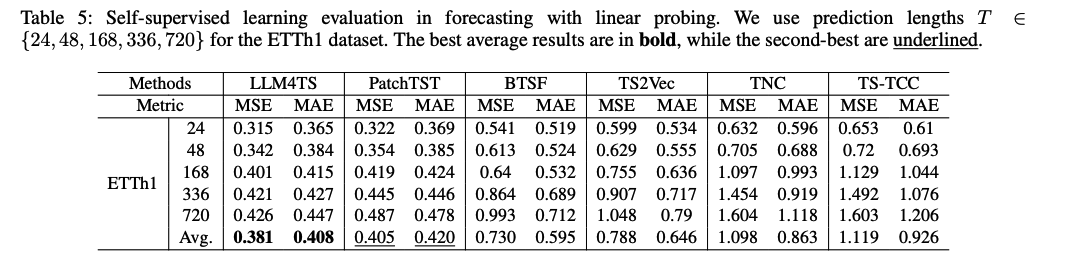 Table 5: Self-supervised learning evaluation in forecasting with linear probing. We use prediction lengths T ∈
{24, 48, 168, 336, 720} for the ETTh1 dataset. The best average results are in bold, while the second-best are underlined.
Methods LLM4TS PatchTST BTSF TS2Vec TNC TS-TCC
Metric MSE MAE MSE MAE MSE MAE MSE MAE MSE MAE MSE MAE
24 0.315 0.365 0.322 0.369 0.541 0.519 0.599 0.534 0.632 0.596 0.653 0.61
48 0.342 0.384 0.354 0.385 0.613 0.524 0.629 0.555 0.705 0.688 0.72 0.693
ETTh1 168 0.401 0.415 0.419 0.424 0.64 0.532 0.755 0.636 1.097 0.993 1.129 1.044
336 0.421 0.427 0.445 0.446 0.864 0.689 0.907 0.717 1.454 0.919 1.492 1.076
720 0.426 0.447 0.487 0.478 0.993 0.712 1.048 0.79 1.604 1.118 1.603 1.206
Avg. 0.381 0.408 0.405 0.420 0.730 0.595 0.788 0.646 1.098 0.863 1.119 0.926